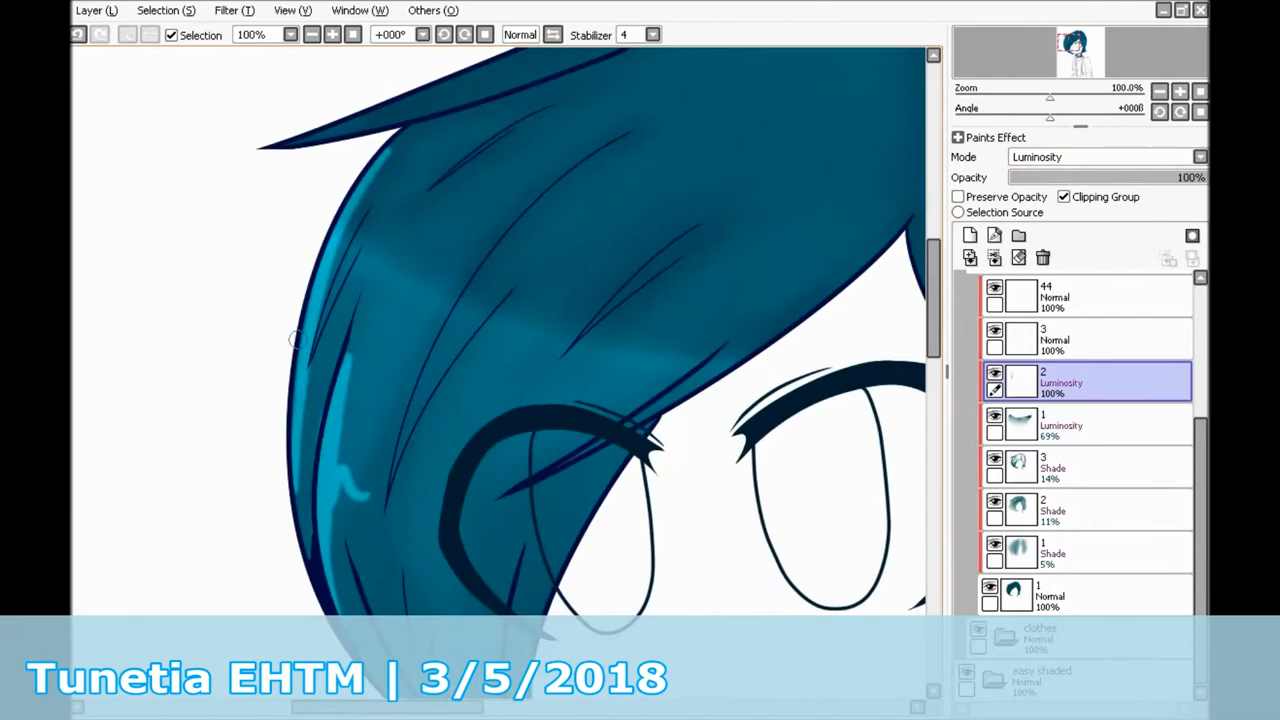 Layer (L) Selection (S) Filter (T) View (V) Window (W) Others (O)
Selection 100% +000° Normal Stabilizer 4
Zoom 100.0%
Angle +000ß
Paints Effect
Mode Luminosity
Opacity 100%
Preserve Opacity Clipping Group
Selection Source
44
Normal
100%
3
Normal
100%
2
Luminosity
100%
1
Luminosity
69%
3
Shade
14%
2
Shade
11%
1
Shade
5%
1
Normal
100%
clothes
Normal
100%
easy shaded
Normal
100%
Tunetia EHTM | 3/5/2018